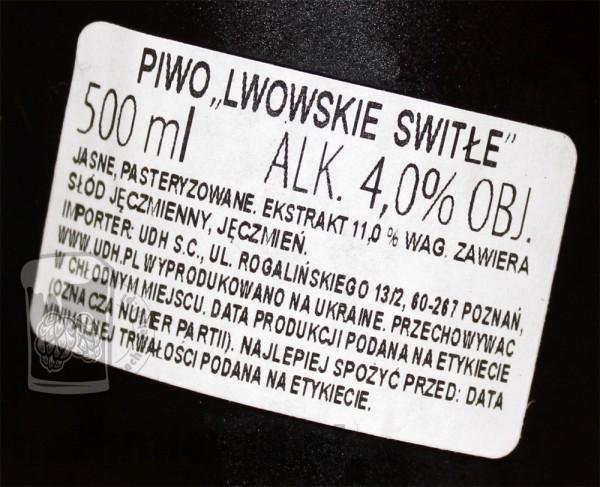 PIWO „LWOWSKIE SWITŁE”
500 ml ALK. 4,0% OBJ.
JASNE, PASTERYZOWANE. EKSTRAKT 11,0 % WAG. ZAWIERA
SŁÓD JĘCZMIENNY, JĘCZMIEŃ.
IMPORTER: UDH S.C., UL. ROGALIŃSKIEGO 13/2, 60-267 POZNAŃ,
WWW.UDH.PL WYPRODUKOWANO NA UKRAINE. PRZECHOWYWAC
W CHŁODNYM MIEJSCU. DATA PRODUKCJI PODANA NA ETYKIECIE
(OZNACZA NUMER PARTII). NAJLEPIEJ SPOŻYĆ PRZED: DATA
MINIMALNEJ TRWAŁOŚCI PODANA NA ETYKIECIE.